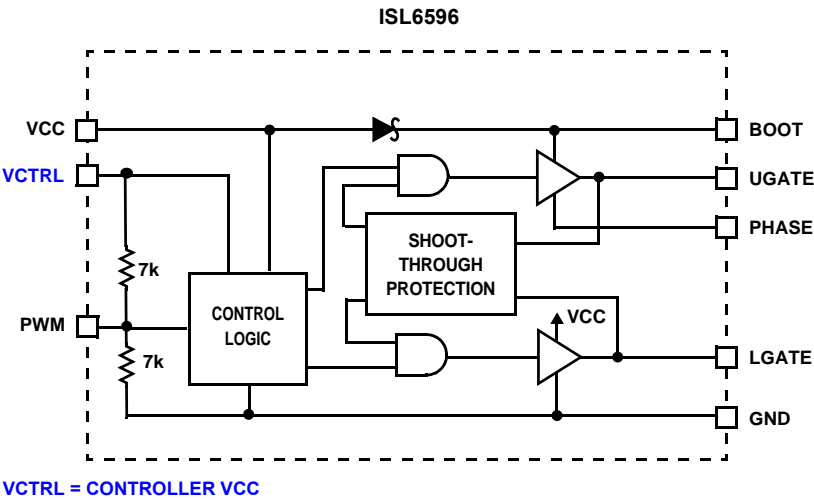 ISL6596
VCC
BOOT
VCTRL
UGATE
PHASE
SHOOT-
THROUGH
PROTECTION
7k
CONTROL
LOGIC
PWM
VCC
7k
LGATE
GND
VCTRL = CONTROLLER VCC